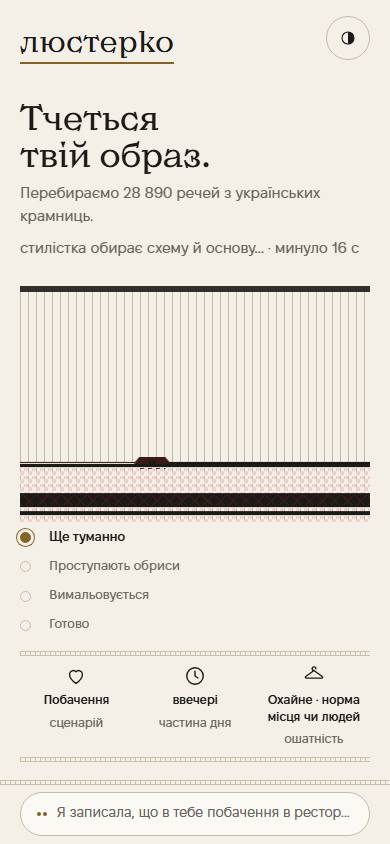 люстерко
Тчеться
твій образ.
Перебираємо 28 890 речей з українських
крамниць.
стилістка обирає схему й основу... · минуло 16 с
Ще туманно
Проступають обриси
Вимальовується
Готово
Побачення
сценарій
ввечері
частина дня
Охайне · норма
місця чи людей
ошатність
Я записала, що в тебе побачення в рестор...